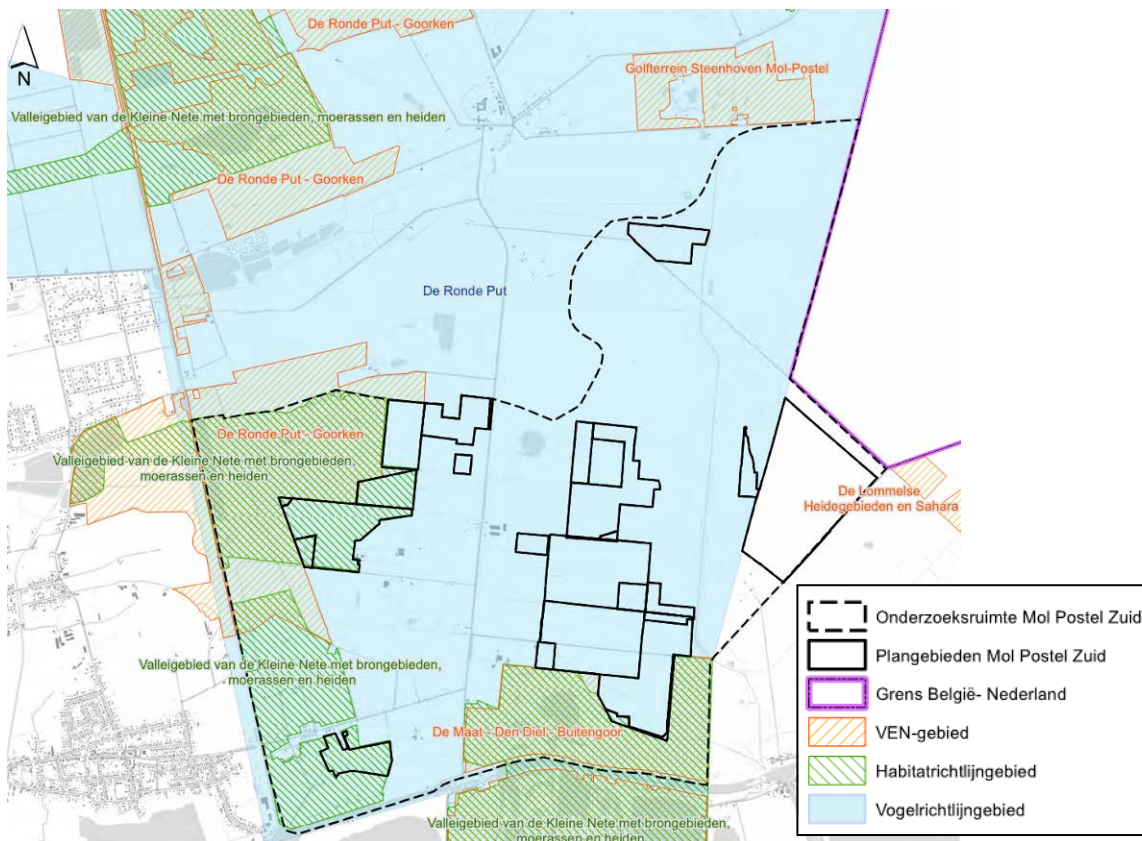 De Ronde Put - Goorken
N
Golfterrein Steenhoven Mol-Postel
Valleigebied van de Kleine Nete met brongebieden, moerassen en heiden
De Ronde Put - Goorken
De Ronde Put
De Ronde Put - Goorken
Valleigebied van de Kleine Nete met brongebieden,
moerassen en heiden
De Lommelse
Heidegebieden en Sahara
Valleigebied van de Kleine Nete met brongebieden,
moerassen en heiden
De Maat - Den Diel - Buitengoor
Valleigebied van de Kleine Nete met brongebieden,
moerassen en heiden
Onderzoeksruimte Mol Postel Zuid
Plangebieden Mol Postel Zuid
Grens België- Nederland
VEN-gebied
Habitatrichtlijngebied
Vogelrichtlijngebied